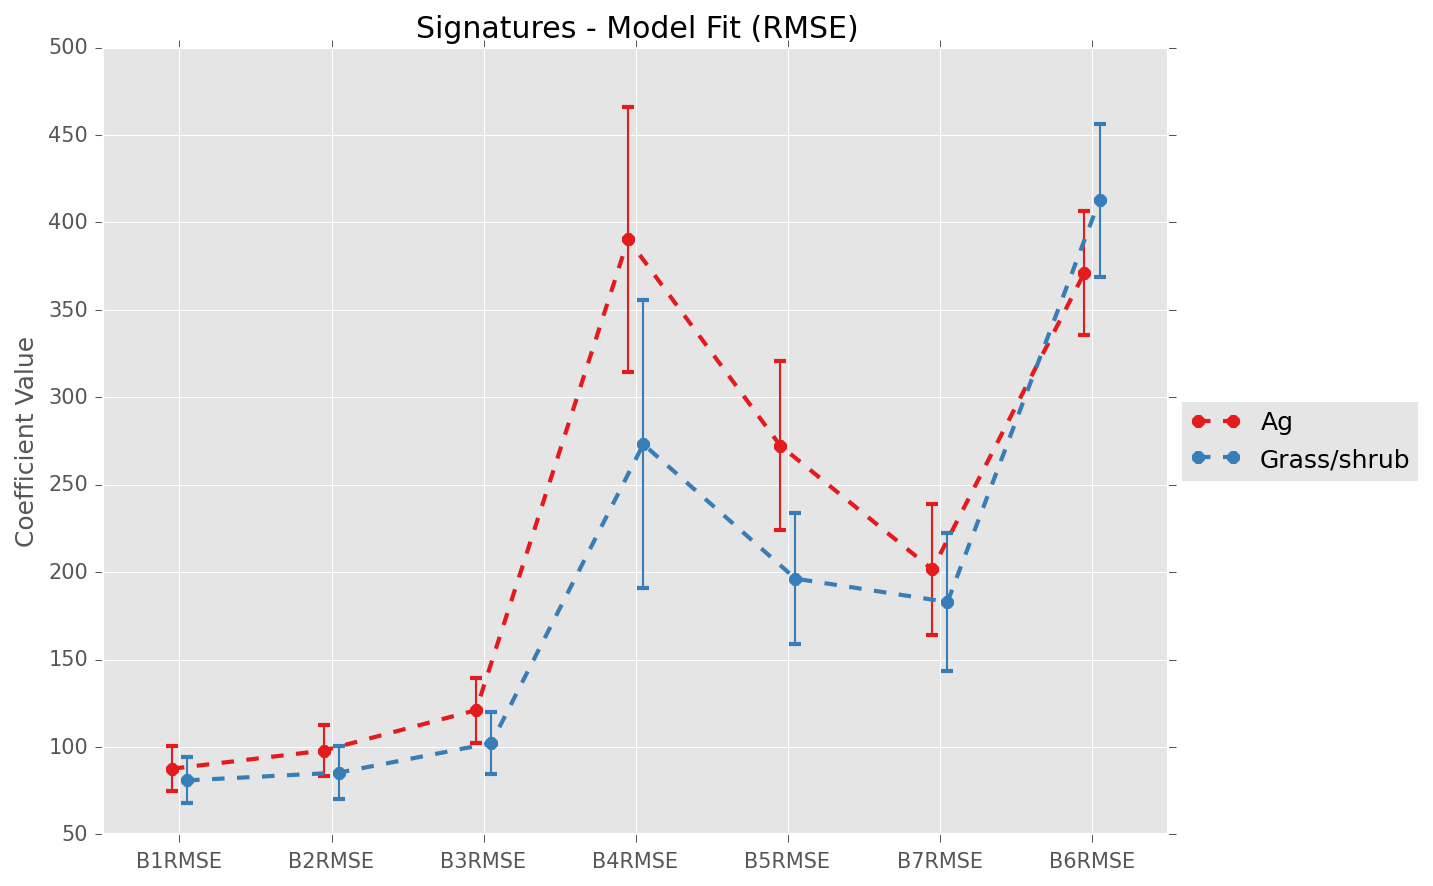 Signatures - Model Fit (RMSE)
500
450
400
350
300
250
200
150
100
50
Coefficient Value
B1RMSE B2RMSE B3RMSE B4RMSE B5RMSE B7RMSE B6RMSE
Ag
Grass/shrub